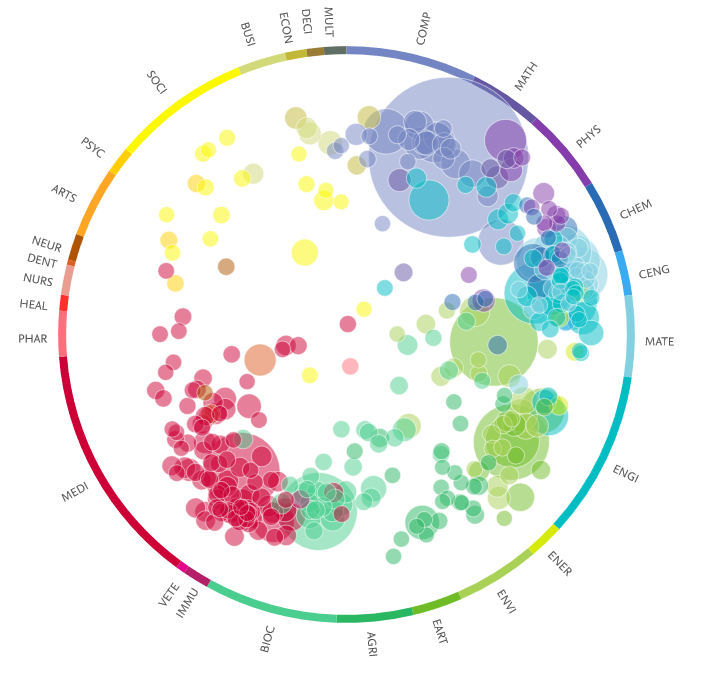 COMP
MATH
PHYS
CHEM
CENG
MATE
ENGI
ENER
ENVI
EART
AGRI
BIOC
IMMU
VETE
MEDI
PHAR
HEAL
NURS
DENT
NEUR
ARTS
PSYC
SOCI
BUSI
ECON
DECI
MULT